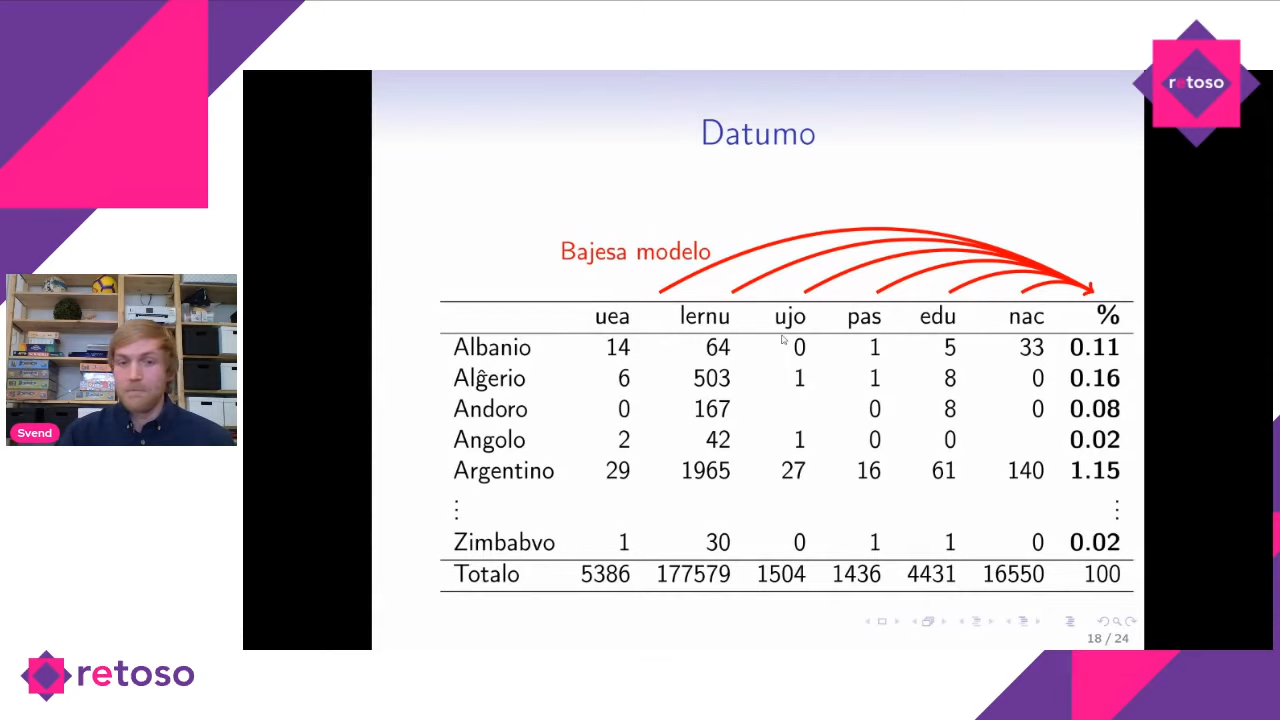 retoso
Datumo
Bajesa modelo
uea lernu ujo pas edu nac %
Albanio 14 64 0 1 5 33 0.11
Alĝerio 6 503 1 1 8 0 0.16
Andoro 0 167 0 8 0 0.08
Angolo 2 42 1 0 0 0.02
Argentino 29 1965 27 16 61 140 1.15
⋮ ⋮
Zimbabvo 1 30 0 1 1 0 0.02
Totalo 5386 177579 1504 1436 4431 16550 100
18 / 24
Svend
retoso